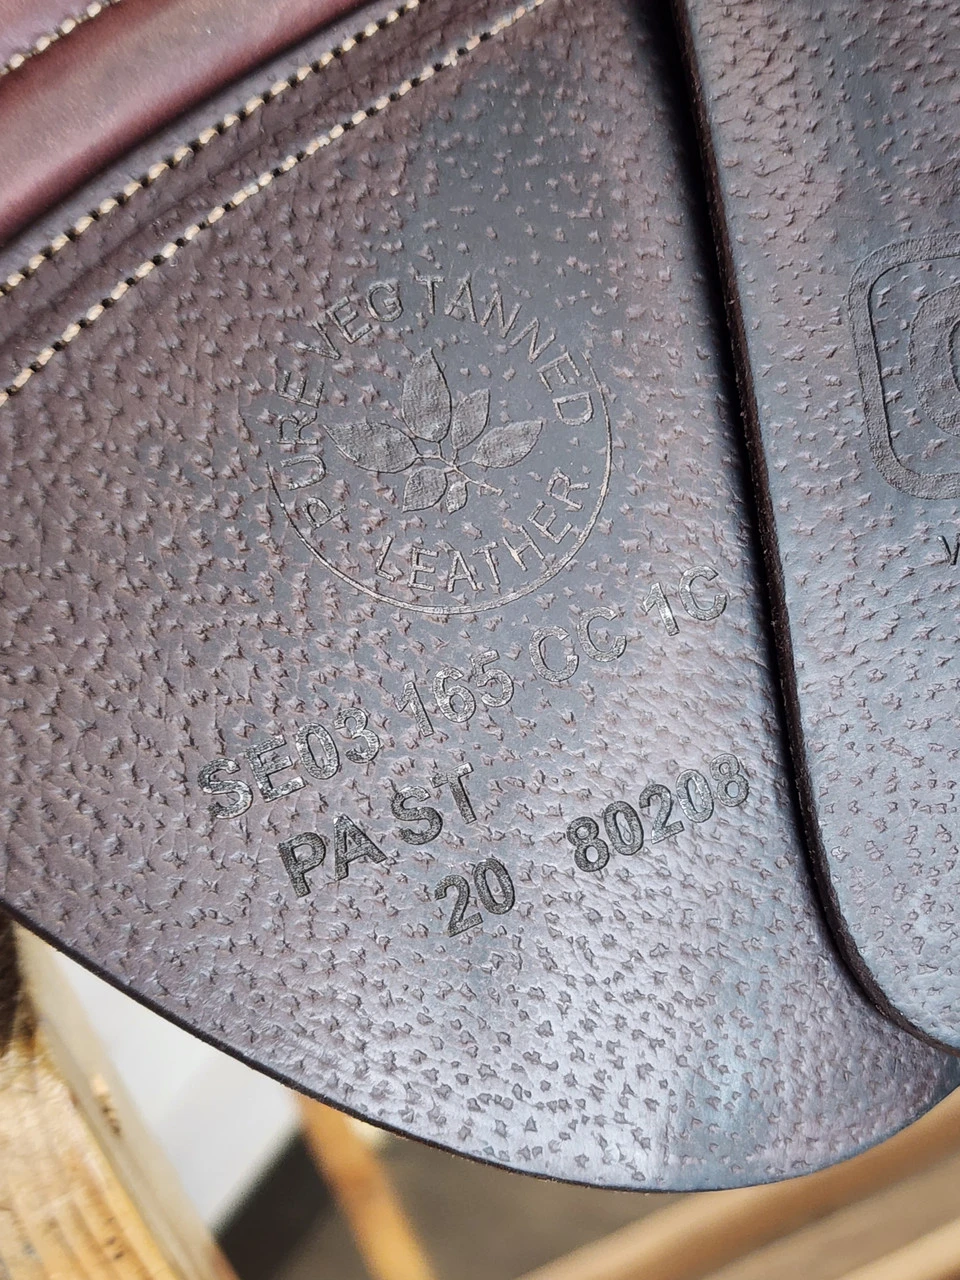 PURE VEG TANNED
LEATHER
SE03 165 CC 1C
PA ST
20 80208